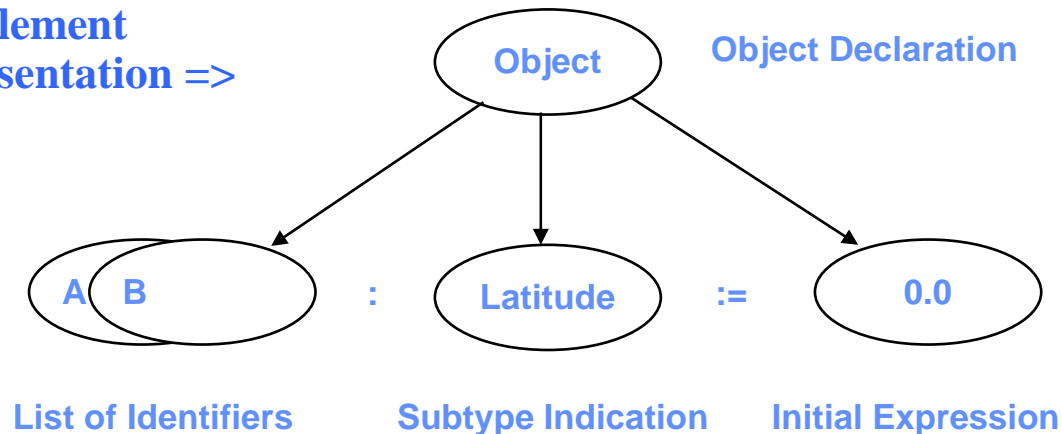 lement
sentation =>
Object
Object Declaration
A B : Latitude := 0.0
List of Identifiers Subtype Indication Initial Expression